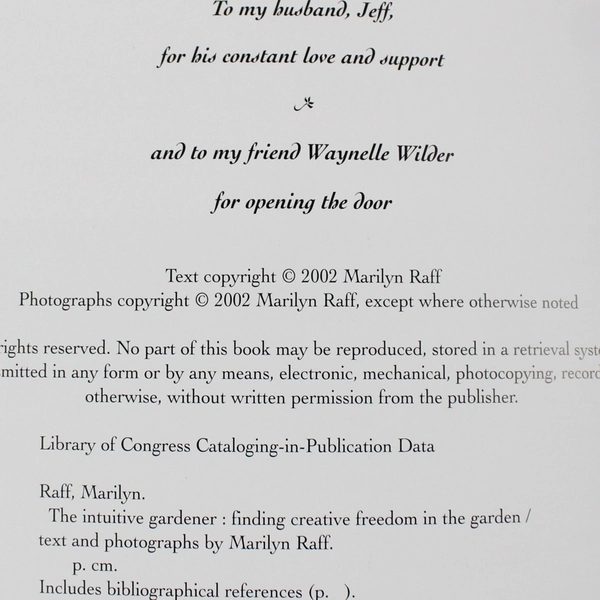 To my husband, Jeff,
for his constant love and support
and to my friend Waynelle Wilder
for opening the door
Text copyright © 2002 Marilyn Raff
Photographs copyright © 2002 Marilyn Raff, except where otherwise noted
rights reserved. No part of this book may be reproduced, stored in a retrieval syste
mitted in any form or by any means, electronic, mechanical, photocopying, record
otherwise, without written permission from the publisher.
Library of Congress Cataloging-in-Publication Data
Raff, Marilyn.
The intuitive gardener : finding creative freedom in the garden /
text and photographs by Marilyn Raff.
p. cm.
Includes bibliographical references (p. ).